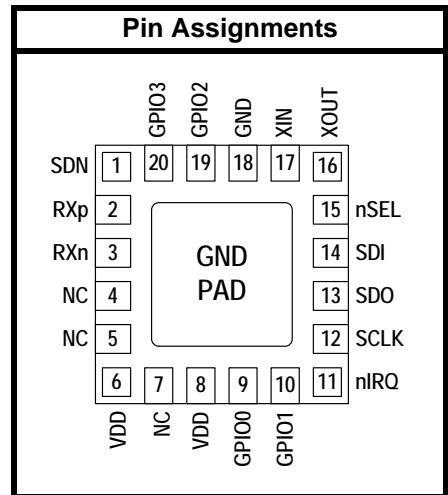 Pin Assignments
GPIO3
GPIO2
GND
XIN
XOUT
SDN 1 20 19 18 17 16
RXp 2 15 nSEL
RXn 3 GND PAD 14 SDI
NC 4 13 SDO
NC 5 12 SCLK
6 7 8 9 10 11 nIRQ
VDD
NC
VDD
GPIO0
GPIO1